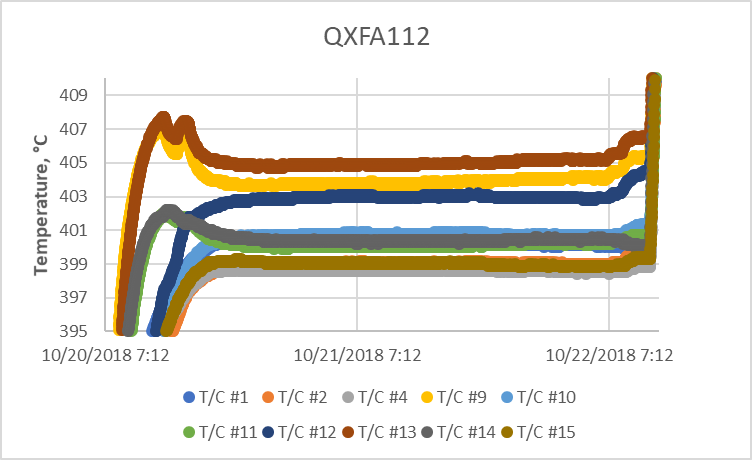 QXFA112
Temperature, °C
409
407
405
403
401
399
397
395
10/20/2018 7:12 10/21/2018 7:12 10/22/2018 7:12
T/C #1 T/C #2 T/C #4 T/C #9 T/C #10
T/C #11 T/C #12 T/C #13 T/C #14 T/C #15